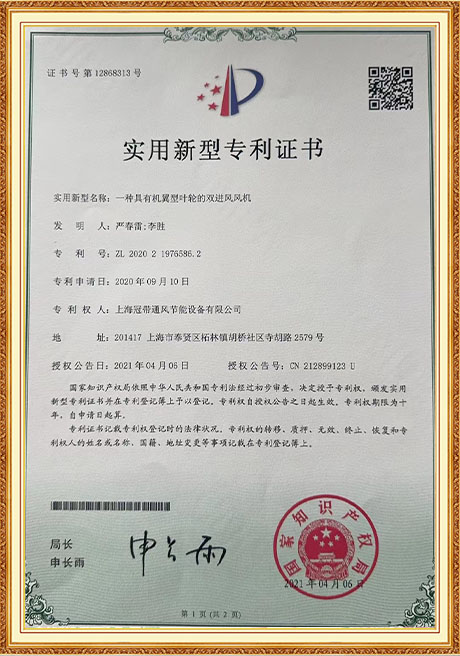 证书号第12868313号
实用新型专利证书
实用新型名称：一种具有机翼型叶轮的双进风风机
发明人：严春雷;李胜
专利号：ZL 2020 2 1976586.2
专利申请日：2020年09月10日
专利权人：上海冠带通风节能设备有限公司
地址：201417 上海市奉贤区柘林镇胡桥社区寺胡路2579号
授权公告日：2021年04月06日 授权公告号：CN 212899123 U
国家知识产权局依照中华人民共和国专利法经过初步审查，决定授予专利权，颁发实用
新型专利证书并在专利登记簿上予以登记。专利权自授权公告之日起生效。专利权期限为十
年，自申请日起算。
专利证书记载专利权登记时的法律状况。专利权的转移、质押、无效、终止、恢复和专
利权人的姓名或名称、国籍、地址变更等事项记载在专利登记簿上。
局长
申长雨
申长雨
国家知识产权局
2021年04月06日
第1页(共2页)